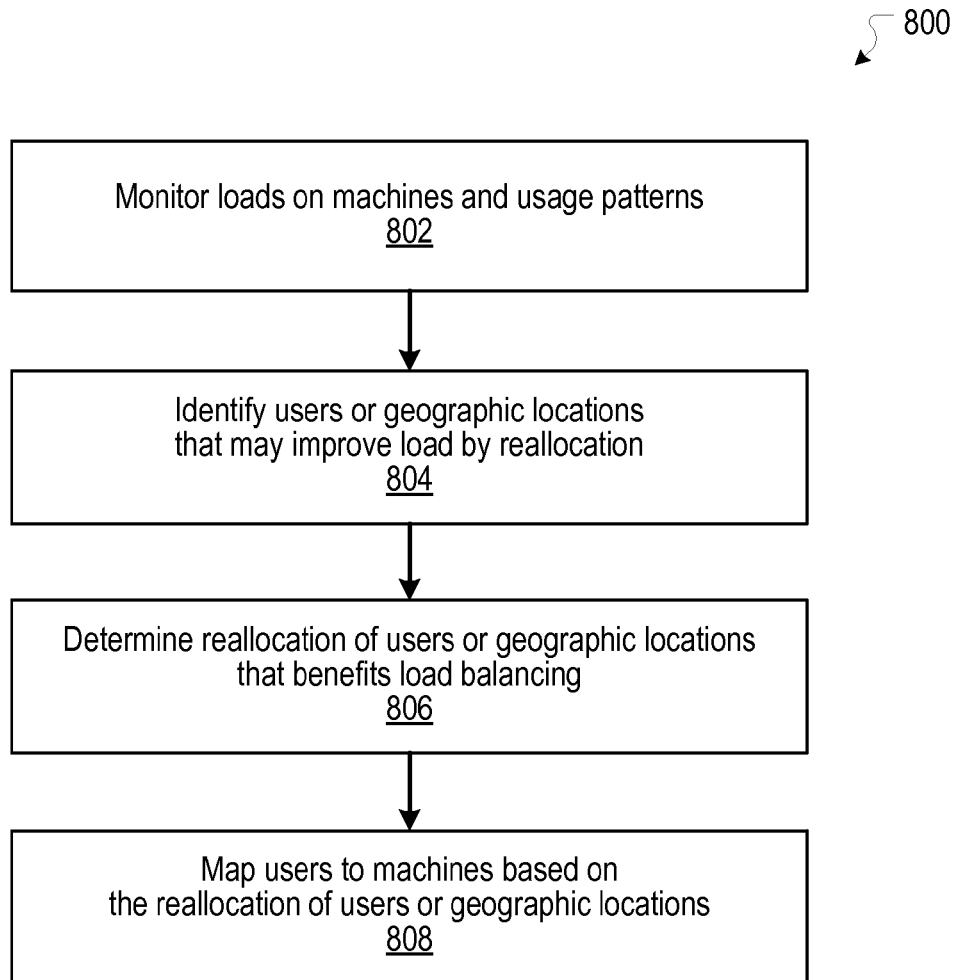 800
Monitor loads on machines and usage patterns
802
Identify users or geographic locations
that may improve load by reallocation
804
Determine reallocation of users or geographic locations
that benefits load balancing
806
Map users to machines based on
the reallocation of users or geographic locations
808